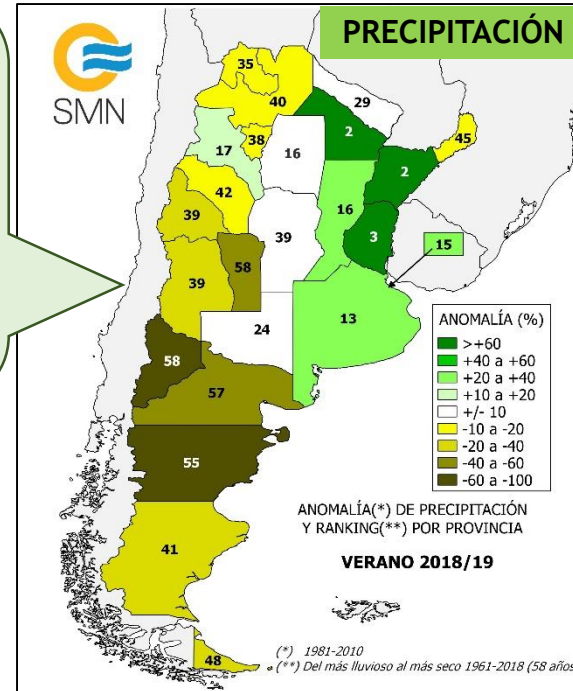 PRECIPITACIÓN
SMN
35
40
29
38
2
45
17
16
2
42
16
39
39
3
58
15
39
24
13
58
57
55
41
48
ANOMALÍA (%)
>+60
+40 a +60
+20 a +40
+10 a +20
+/- 10
-10 a -20
-20 a -40
-40 a -60
-60 a -100
ANOMALÍA(*) DE PRECIPITACIÓN
Y RANKING(**) POR PROVINCIA
VERANO 2018/19
(*) 1981-2010
(**) Del más lluvioso al más seco 1961-2018 (58 años